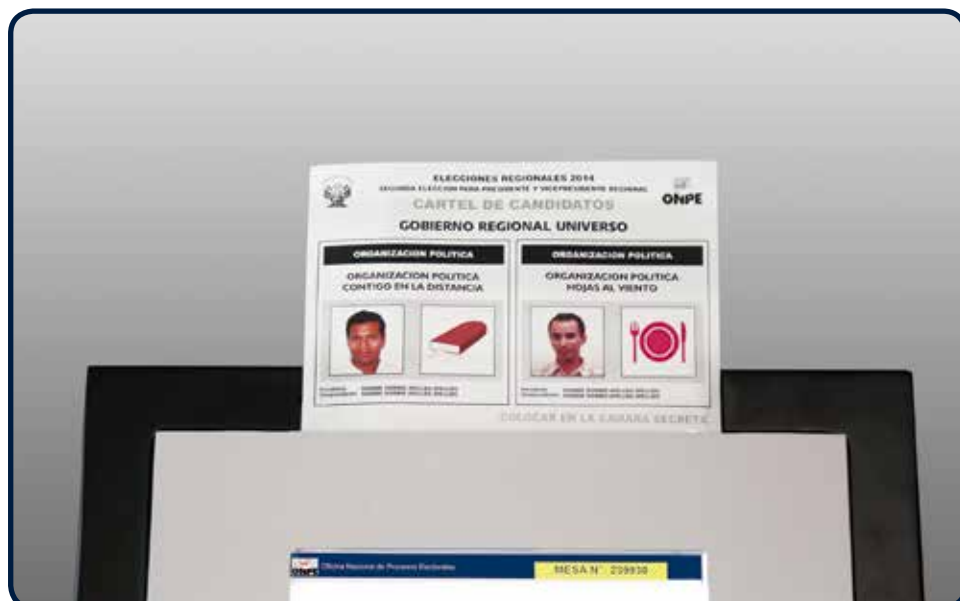 ELECCIONES REGIONALES 2014
SEGUNDA ELECCION PARA PRESIDENTE Y VICEPRESIDENTE REGIONAL
CARTEL DE CANDIDATOS
ONPE
GOBIERNO REGIONAL UNIVERSO
ORGANIZACION POLITICA
ORGANIZACION POLITICA
CONTIGO EN LA DISTANCIA
ORGANIZACION POLITICA
ORGANIZACION POLITICA
HOJAS AL VIENTO
COLOCAR EN LA CAMARA SECRETA
ONPE
Oficina Nacional de Procesos Electorales
MESA N° 239930